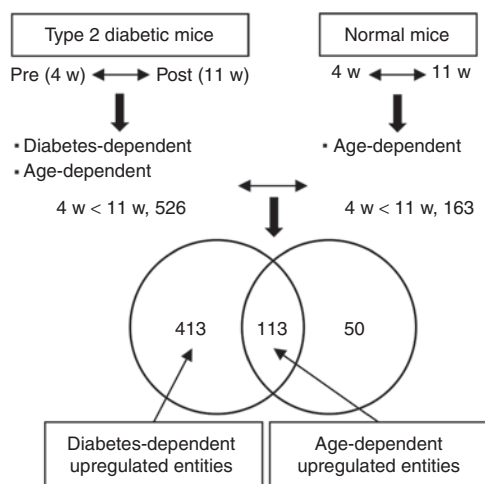 Type 2 diabetic mice
Normal mice
Pre (4 w) Post (11 w)
4 w 11 w
• Diabetes-dependent
• Age-dependent
• Age-dependent
4 w < 11 w, 526
4 w < 11 w, 163
413 113 50
Diabetes-dependent
upregulated entities
Age-dependent
upregulated entities